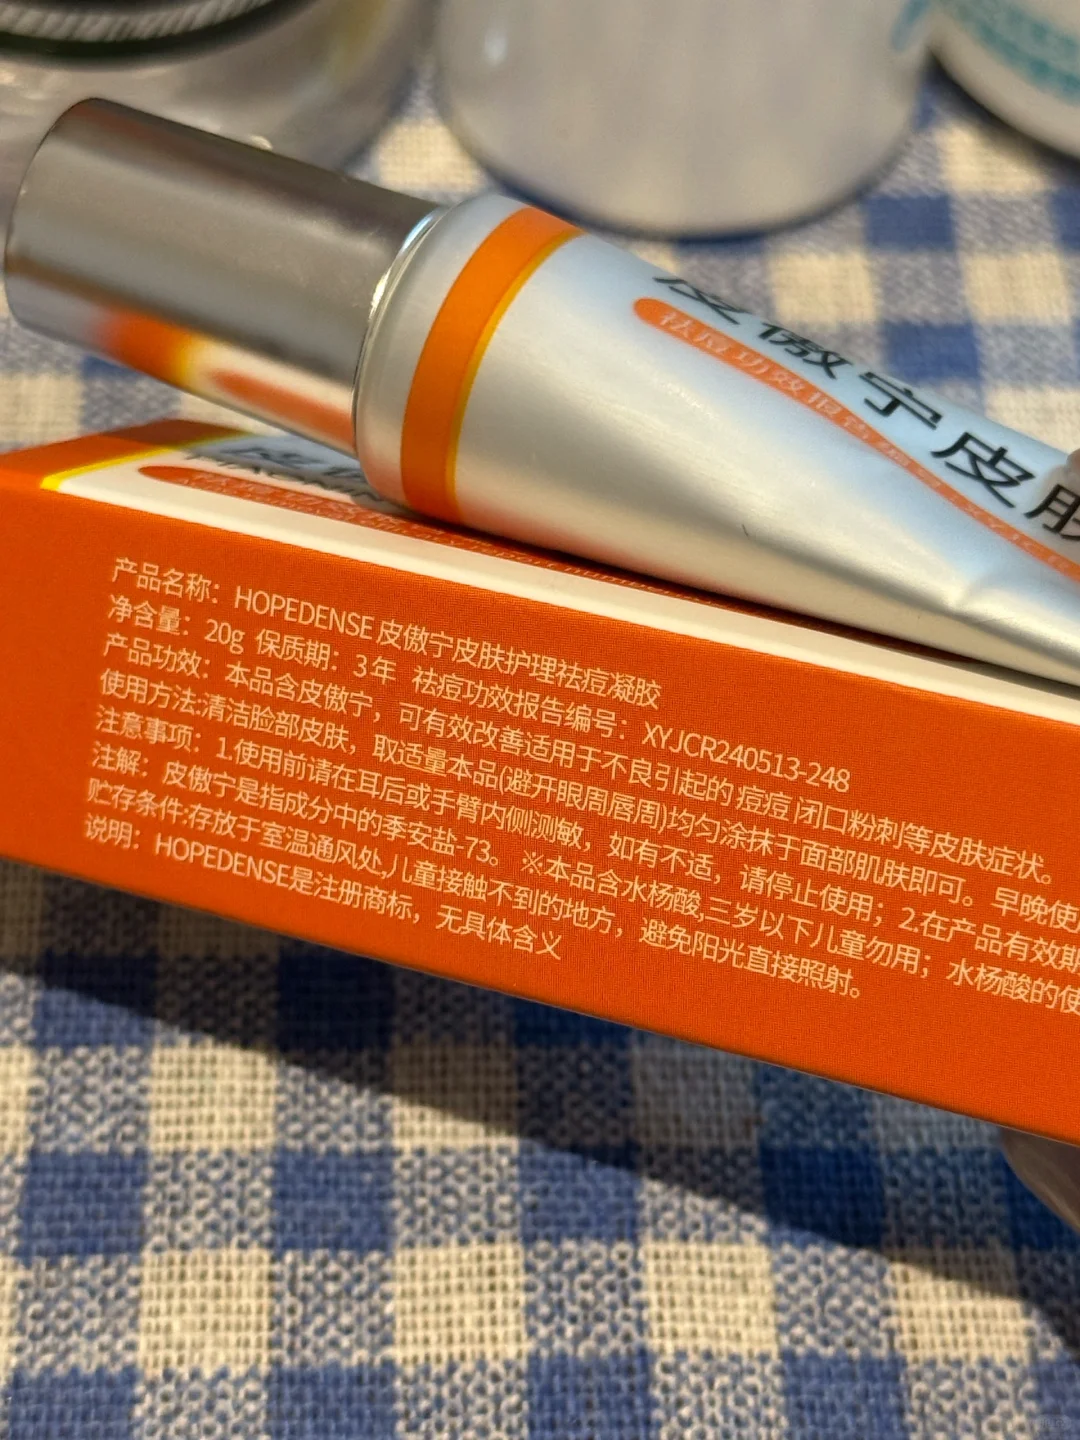 皮傲宁皮肤
祛痘功效报告编号
产品名称：HOPEDENSE 皮傲宁皮肤护理祛痘凝胶
净含量：20g 保质期：3年 祛痘功效报告编号：XYJCR240513-248
产品功效：本品含皮傲宁，可有效改善适用于不良引起的 痘痘 闭口粉刺等皮肤症状。
使用方法:清洁脸部皮肤，取适量本品(避开眼周唇周)均匀涂抹于面部肌肤即可。早晚使
注意事项：1.使用前请在耳后或手臂内侧测敏，如有不适，请停止使用；2.在产品有效期
注解：皮傲宁是指成分中的季安盐-73。※本品含水杨酸,三岁以下儿童勿用；水杨酸的使
贮存条件:存放于室温通风处,儿童接触不到的地方，避免阳光直接照射。
说明：HOPEDENSE是注册商标，无具体含义